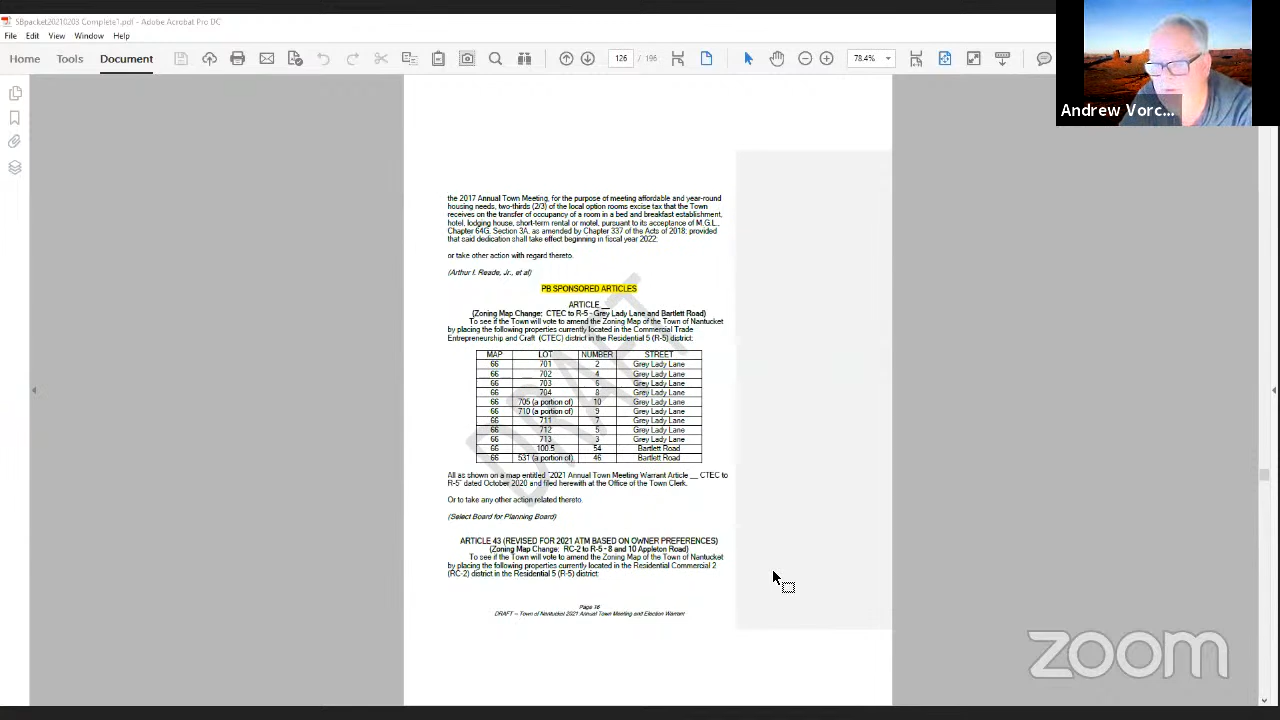 SBpacket20210203 Complete1.pdf - Adobe Acrobat Pro DC
File Edit View Window Help
Home Tools Document 126 / 196 78.4%
Andrew Vorc...
the 2017 Annual Town Meeting, for the purpose of meeting affordable and year-round
housing needs, two-thirds (2/3) of the local option rooms excise tax that the Town
receives on the transfer of occupancy of a room in a bed and breakfast establishment,
hotel, lodging house, short-term rental or motel, pursuant to its acceptance of M.G.L.,
Chapter 64G, Section 3A, as amended by Chapter 337 of the Acts of 2018; provided
that said dedication shall take effect beginning in fiscal year 2022.
or take other action with regard thereto.
(Arthur I. Reade, Jr., et al)
PB SPONSORED ARTICLES
ARTICLE __
(Zoning Map Change: CTEC to R-5 - Grey Lady Lane and Bartlett Road)
To see if the Town will vote to amend the Zoning Map of the Town of Nantucket
by placing the following properties currently located in the Commercial Trade
Entrepreneurship and Craft (CTEC) district in the Residential 5 (R-5) district:
MAP LOT NUMBER STREET
66 701 2 Grey Lady Lane
66 702 4 Grey Lady Lane
66 703 6 Grey Lady Lane
66 704 8 Grey Lady Lane
66 705 (a portion of) 10 Grey Lady Lane
66 710 (a portion of) 9 Grey Lady Lane
66 711 7 Grey Lady Lane
66 712 5 Grey Lady Lane
66 713 3 Grey Lady Lane
66 100.5 54 Bartlett Road
66 531 (a portion of) 46 Bartlett Road
DRAFT
All as shown on a map entitled "2021 Annual Town Meeting Warrant Article __ CTEC to
R-5" dated October 2020 and filed herewith at the Office of the Town Clerk.
Or to take any other action related thereto.
(Select Board for Planning Board)
ARTICLE 43 (REVISED FOR 2021 ATM BASED ON OWNER PREFERENCES)
(Zoning Map Change: RC-2 to R-5 - 8 and 10 Appleton Road)
To see if the Town will vote to amend the Zoning Map of the Town of Nantucket
by placing the following properties currently located in the Residential Commercial 2
(RC-2) district in the Residential 5 (R-5) district:
Page 16
DRAFT – Town of Nantucket 2021 Annual Town Meeting and Election Warrant
zoom